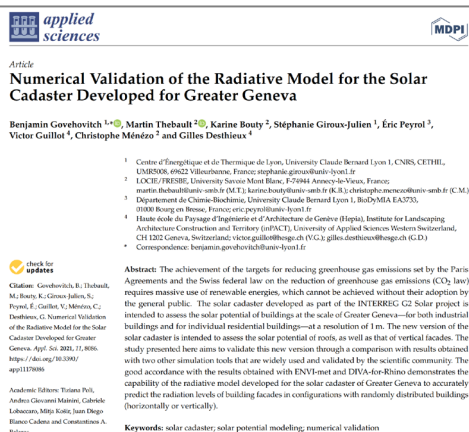 applied
sciences
MDPI
Article
Numerical Validation of the Radiative Model for the Solar
Cadaster Developed for Greater Geneva
Benjamin Govehovitch 1,*, Martin Thebault 2, Karine Bouty 2, Stéphanie Giroux-Julien 1, Éric Peyrol 3,
Victor Guillot 4, Christophe Ménézo 2 and Gilles Desthieux 4
1 Centre d'Énergétique et de Thermique de Lyon, University Claude Bernard Lyon 1, CNRS, CETHIL,
UMR5008, 69622 Villeurbanne, France; stephanie.giroux@univ-lyon1.fr
2 LOCIE/FRESBE, University Savoie Mont Blanc, F-74944 Annecy-le-Vieux, France;
martin.thebault@univ-smb.fr (M.T.); karine.bouty@univ-smb.fr (K.B.); christophe.menezo@univ-smb.fr (C.M.)
3 Département de Chimie-Biochimie, University Claude Bernard Lyon 1, BioDyMIA EA3733,
01000 Bourg en Bresse, France; eric.peyrol@univ-lyon1.fr
4 Haute école du Paysage d'Ingénierie et d'Architecture de Genève (Hepia), Institute for Landscaping
Architecture Construction and Territory (inPACT), University of Applied Sciences Western Switzerland,
CH 1202 Geneva, Switzerland; victor.guillot@hesge.ch (V.G.); gilles.desthieux@hesge.ch (G.D.)
* Correspondence: benjamin.govehovitch@univ-lyon1.fr
check for
updates
Citation: Govehovitch, B.; Thebault,
M.; Bouty, K.; Giroux-Julien, S.;
Peyrol, É.; Guillot, V.; Ménézo, C.;
Desthieux, G. Numerical Validation
of the Radiative Model for the Solar
Cadaster Developed for Greater
Geneva. Appl. Sci. 2021, 11, 8086.
https://doi.org/10.3390/
app11178086
Academic Editors: Tiziana Poli,
Andrea Giovanni Mainini, Gabriele
Lobaccaro, Mitja Košir, Juan Diego
Blanco Cadena and Constantinos A.
Abstract: The achievement of the targets for reducing greenhouse gas emissions set by the Paris
Agreements and the Swiss federal law on the reduction of greenhouse gas emissions (CO2 law)
requires massive use of renewable energies, which cannot be achieved without their adoption by
the general public. The solar cadaster developed as part of the INTERREG G2 Solar project is
intended to assess the solar potential of buildings at the scale of Greater Geneva—for both industrial
buildings and for individual residential buildings—at a resolution of 1 m. The new version of the
solar cadaster is intended to assess the solar potential of roofs, as well as that of vertical facades. The
study presented here aims to validate this new version through a comparison with results obtained
with two other simulation tools that are widely used and validated by the scientific community. The
good accordance with the results obtained with ENVI-met and DIVA-for-Rhino demonstrates the
capability of the radiative model developed for the solar cadaster of Greater Geneva to accurately
predict the radiation levels of building facades in configurations with randomly distributed buildings
(horizontally or vertically).
Keywords: solar cadaster; solar potential modeling; numerical validation